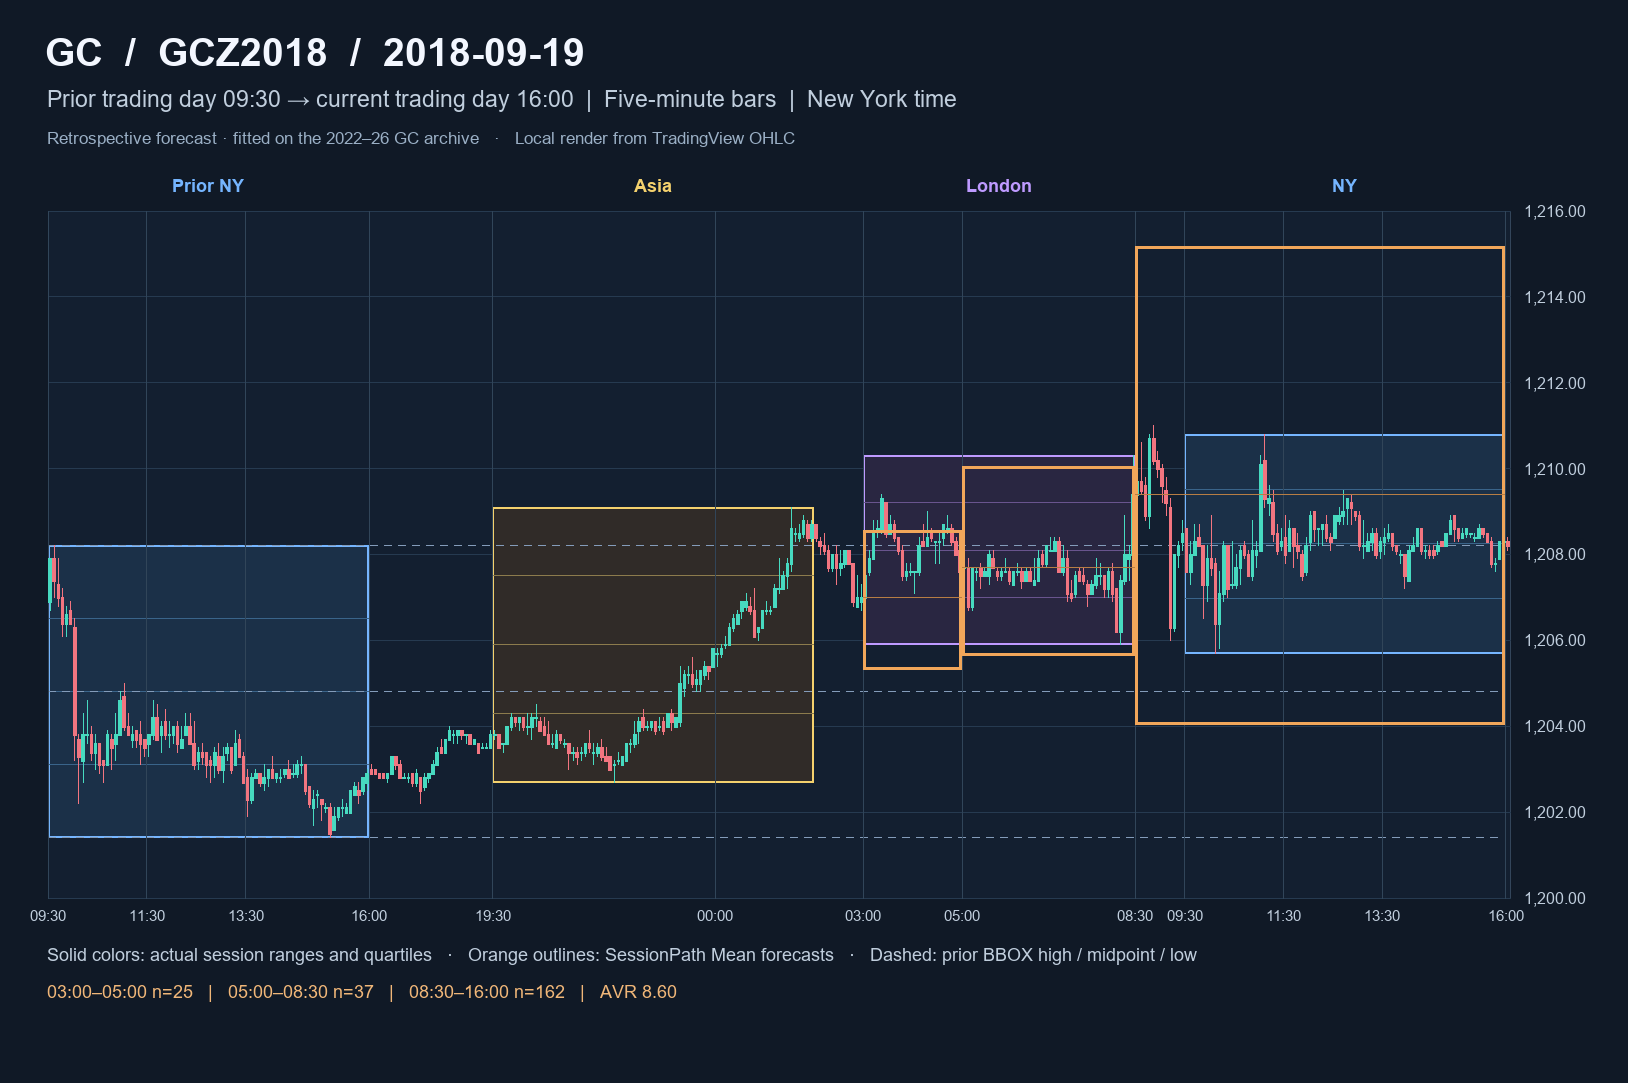 GC / GCZ2018 / 2018-09-19
Prior trading day 09:30 → current trading day 16:00 | Five-minute bars | New York time
Retrospective forecast · fitted on the 2022–26 GC archive · Local render from TradingView OHLC
Prior NY Asia London NY
1,216.00
1,214.00
1,212.00
1,210.00
1,208.00
1,206.00
1,204.00
1,202.00
1,200.00
09:30 11:30 13:30 16:00 19:30 00:00 03:00 05:00 08:30 09:30 11:30 13:30 16:00
Solid colors: actual session ranges and quartiles · Orange outlines: SessionPath Mean forecasts · Dashed: prior BBOX high / midpoint / low
03:00–05:00 n=25 | 05:00–08:30 n=37 | 08:30–16:00 n=162 | AVR 8.60